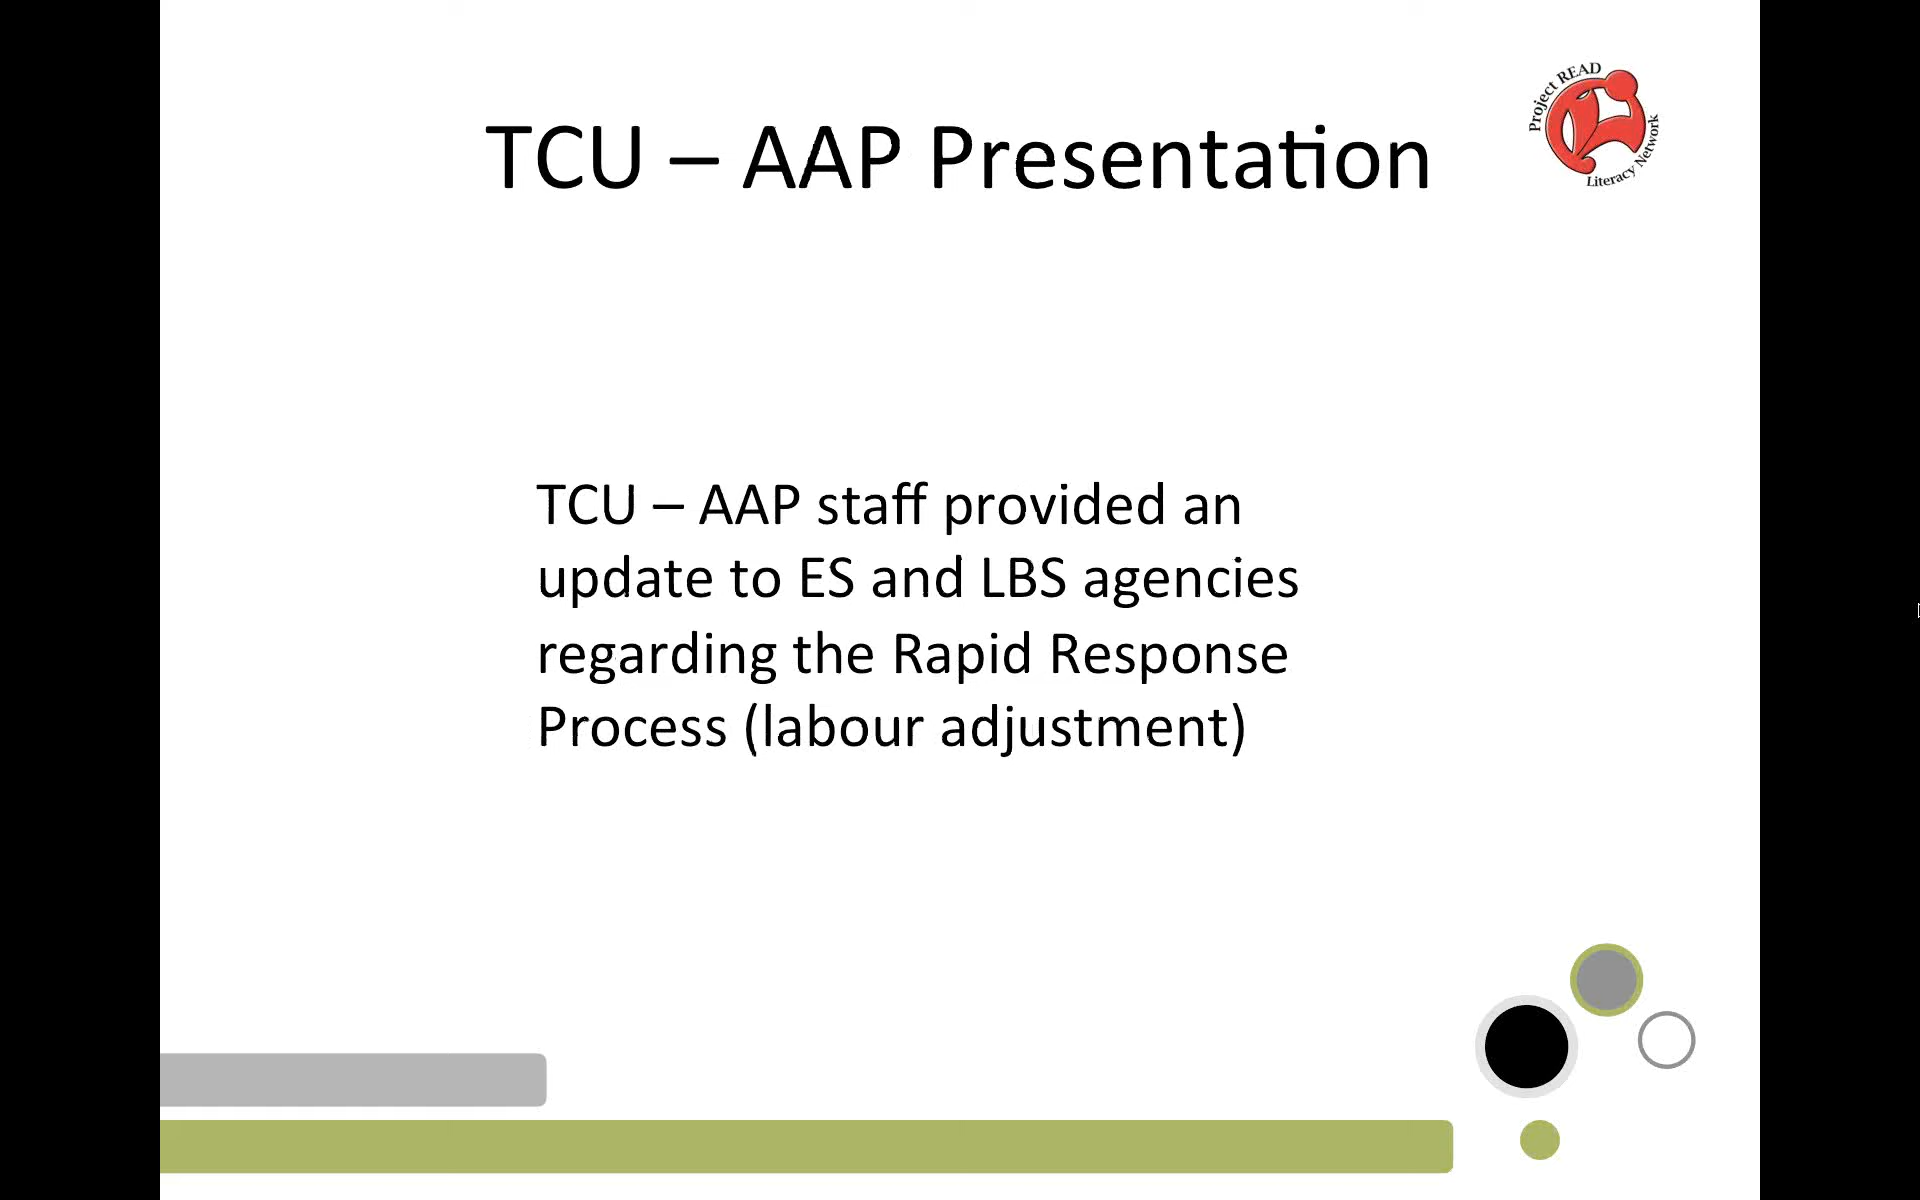 Project READ
Literacy Network
TCU – AAP Presentation
TCU – AAP staff provided an
update to ES and LBS agencies
regarding the Rapid Response
Process (labour adjustment)